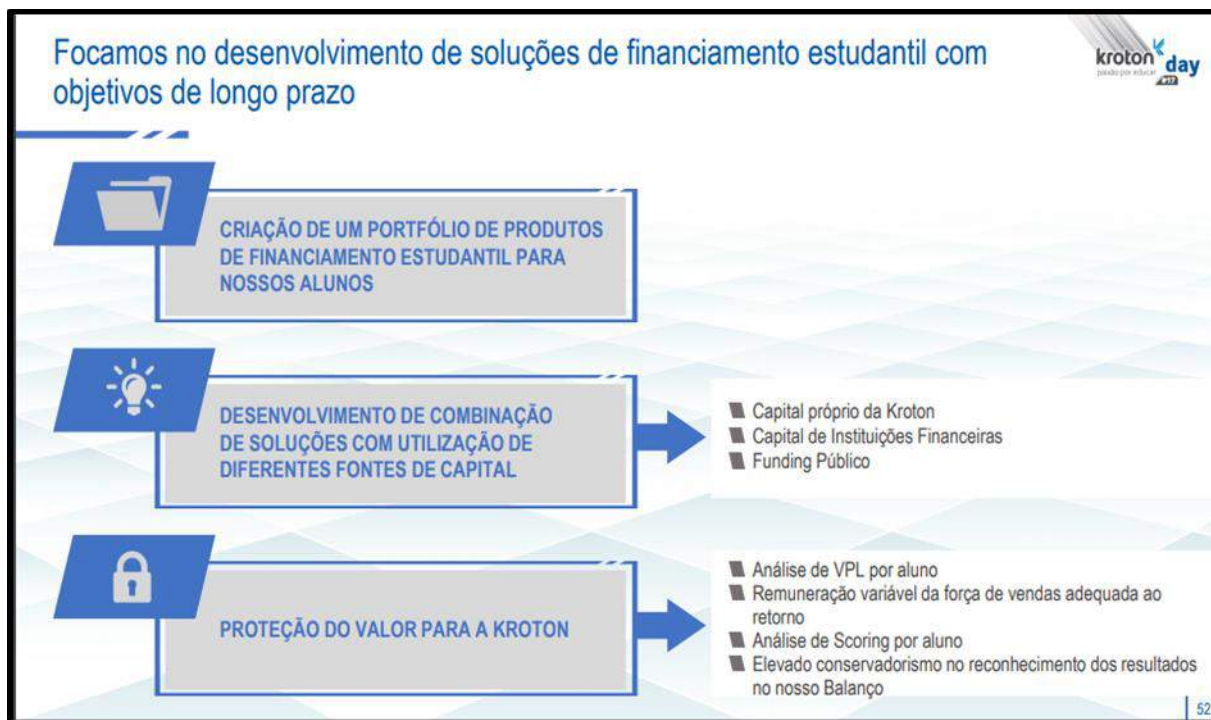 Focamos no desenvolvimento de soluções de financiamento estudantil com
objetivos de longo prazo
kroton
paixão por educar
day
#17
CRIAÇÃO DE UM PORTFÓLIO DE PRODUTOS
DE FINANCIAMENTO ESTUDANTIL PARA
NOSSOS ALUNOS
DESENVOLVIMENTO DE COMBINAÇÃO
DE SOLUÇÕES COM UTILIZAÇÃO DE
DIFERENTES FONTES DE CAPITAL
Capital próprio da Kroton
Capital de Instituições Financeiras
Funding Público
PROTEÇÃO DO VALOR PARA A KROTON
Análise de VPL por aluno
Remuneração variável da força de vendas adequada ao
retorno
Análise de Scoring por aluno
Elevado conservadorismo no reconhecimento dos resultados
no nosso Balanço
52